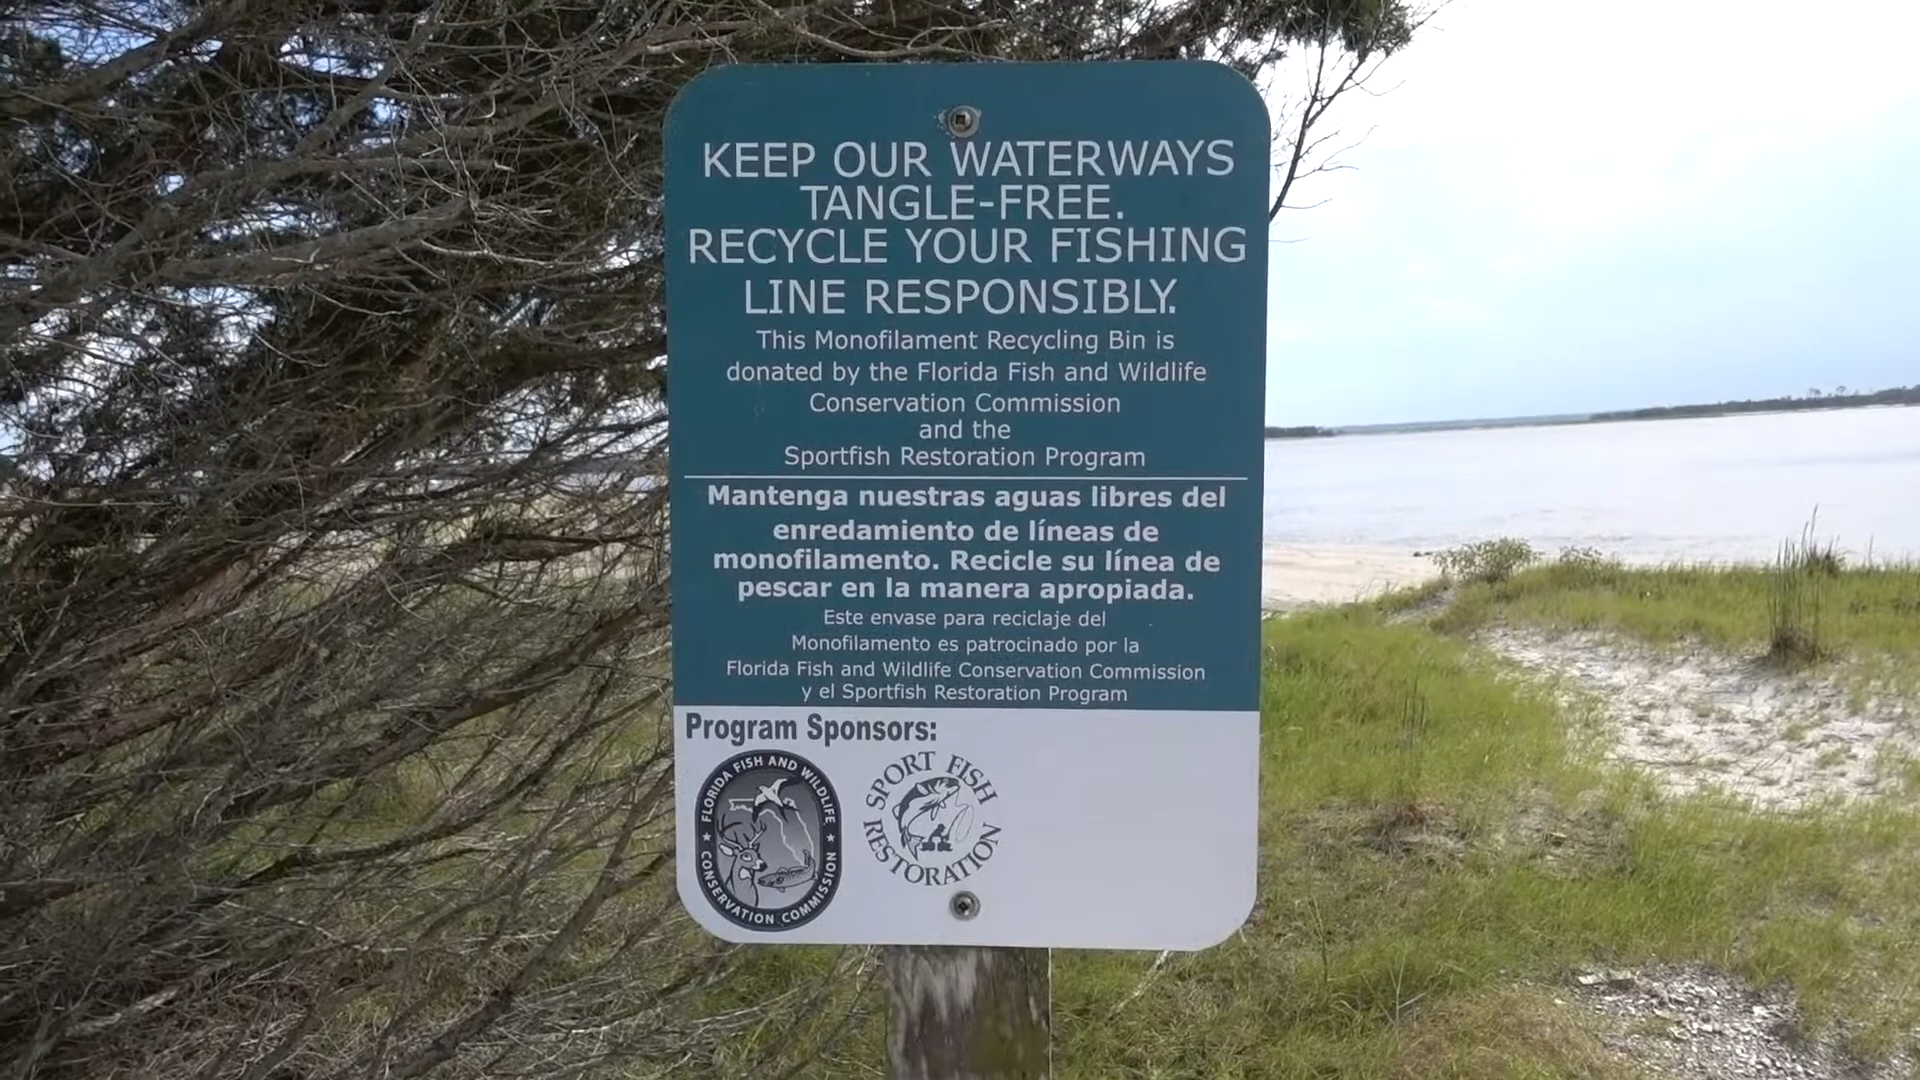 KEEP OUR WATERWAYS
TANGLE-FREE.
RECYCLE YOUR FISHING
LINE RESPONSIBLY.
This Monofilament Recycling Bin is
donated by the Florida Fish and Wildlife
Conservation Commission
and the
Sportfish Restoration Program
Mantenga nuestras aguas libres del
enredamiento de líneas de
monofilamento. Recicle su línea de
pescar en la manera apropiada.
Este envase para reciclaje del
Monofilamento es patrocinado por la
Florida Fish and Wildlife Conservation Commission
y el Sportfish Restoration Program
Program Sponsors:
FLORIDA FISH AND WILDLIFE
CONSERVATION COMMISSION
SPORT FISH
RESTORATION